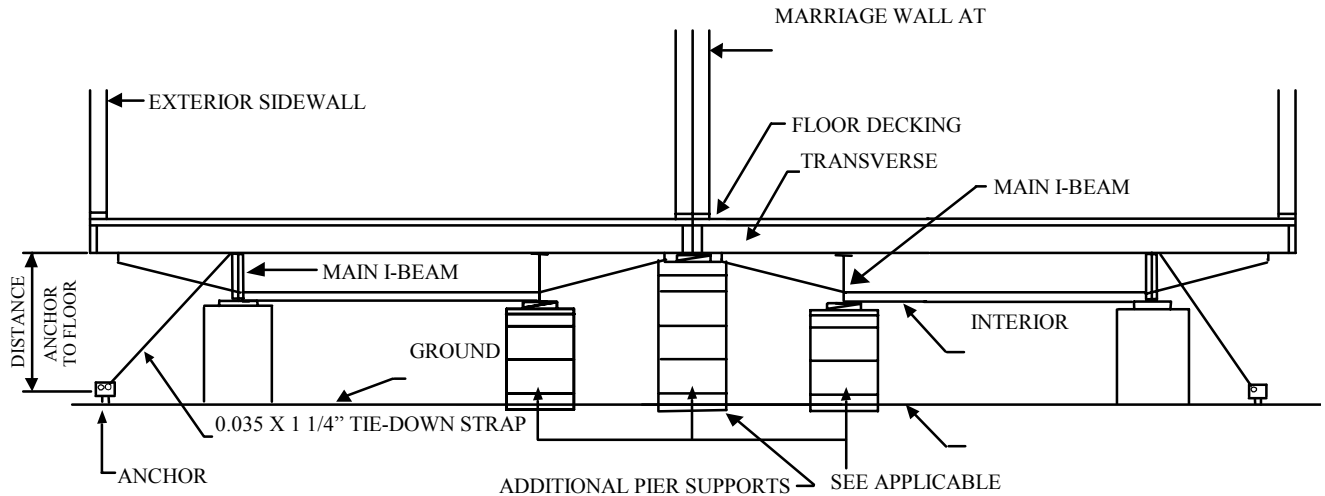 MARRIAGE WALL AT
EXTERIOR SIDEWALL
FLOOR DECKING
TRANSVERSE
MAIN I-BEAM
MAIN I-BEAM
DISTANCE
ANCHOR
TO FLOOR
INTERIOR
GROUND
0.035 X 1 1/4” TIE-DOWN STRAP
ANCHOR
ADDITIONAL PIER SUPPORTS
SEE APPLICABLE